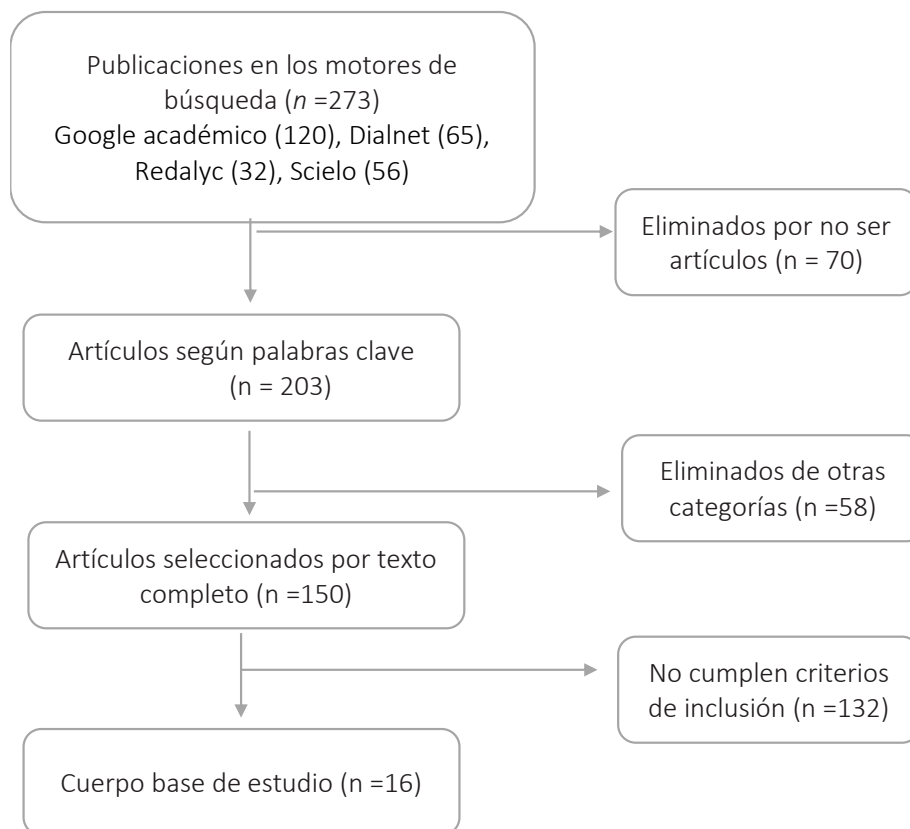 Publicaciones en los motores de
búsqueda (n =273)
Google académico (120), Dialnet (65),
Redalyc (32), Scielo (56)
Eliminados por no ser
artículos (n = 70)
Artículos según palabras clave
(n = 203)
Eliminados de otras
categorías (n =58)
Artículos seleccionados por texto
completo (n =150)
No cumplen criterios
de inclusión (n =132)
Cuerpo base de estudio (n =16)